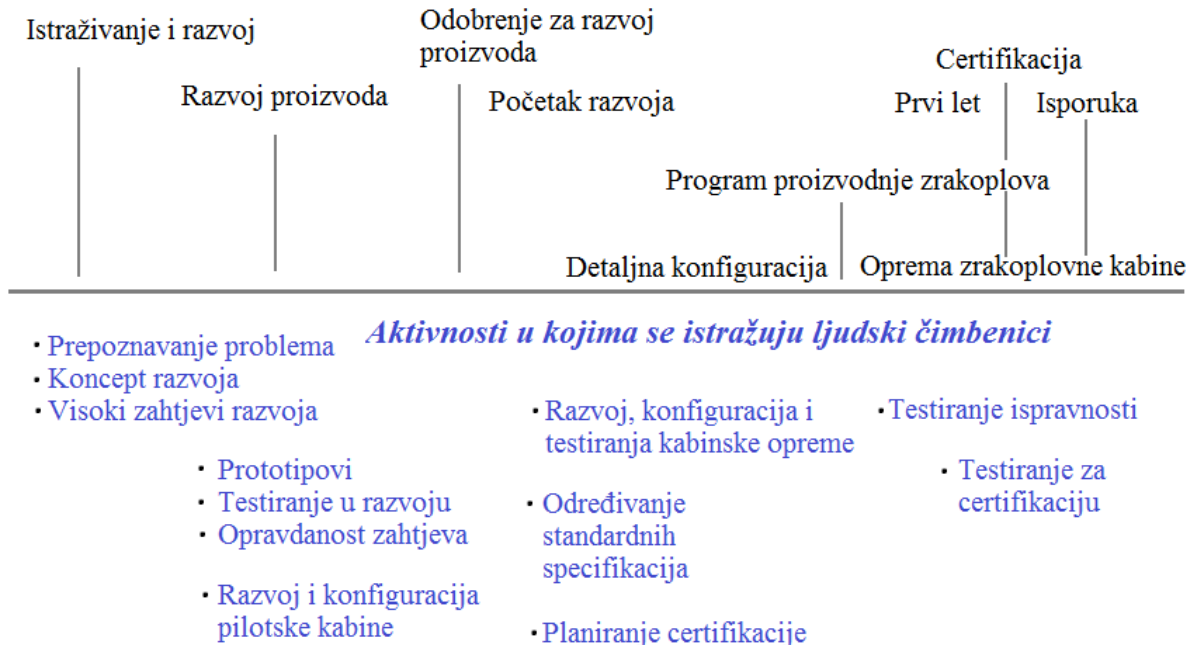 Istraživanje i razvoj
Odobrenje za razvoj
proizvoda
Certifikacija
Razvoj proizvoda
Početak razvoja
Prvi let
Isporuka
Program proizvodnje zrakoplova
Detaljna konfiguracija
Oprema zrakoplovne kabine
Aktivnosti u kojima se istražuju ljudski čimbenici
· Prepoznavanje problema
· Koncept razvoja
· Visoki zahtjevi razvoja
· Prototipovi
· Testiranje u razvoju
· Opravdanost zahtjeva
· Razvoj i konfiguracija
pilotske kabine
· Razvoj, konfiguracija i
testiranja kabinske opreme
· Određivanje
standardnih
specifikacija
· Planiranje certifikacije
· Testiranje ispravnosti
· Testiranje za
certifikaciju